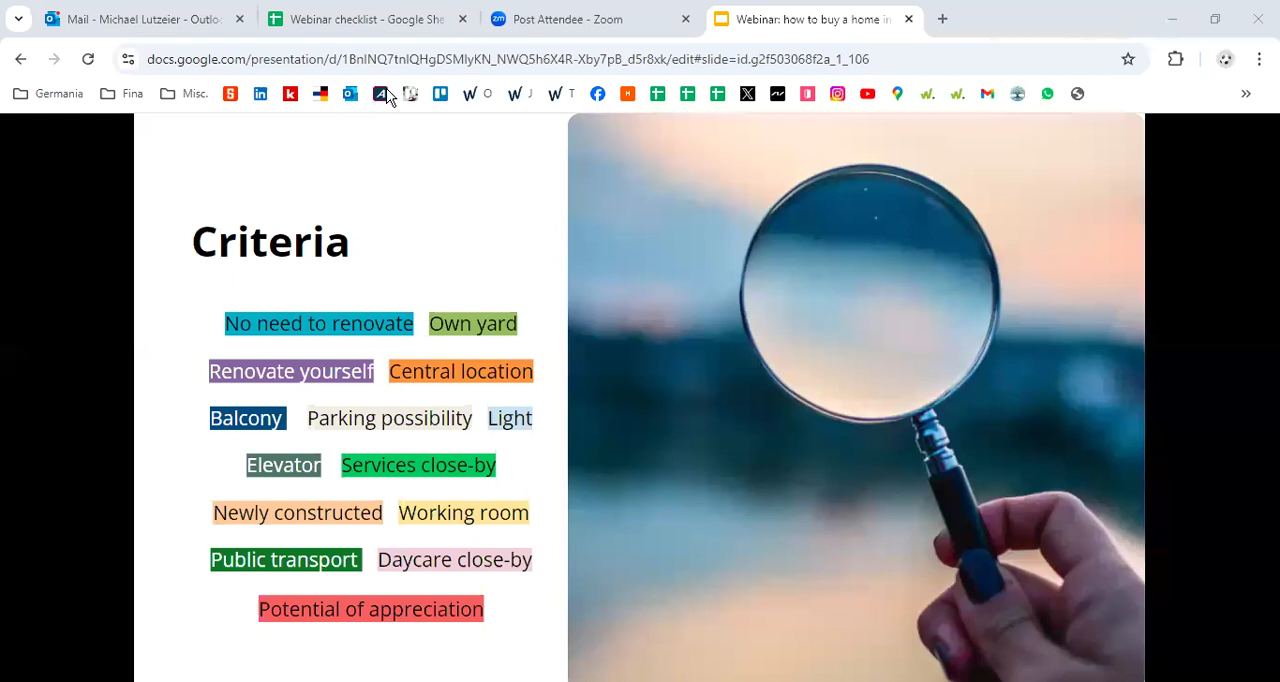 Mail - Michael Lutzeier - Outlo
Webinar checklist - Google She
zm
Post Attendee - Zoom
Webinar: how to buy a home in
docs.google.com/presentation/d/1BnINQ7tnIQHgDSMIyKN_NWQ5h6X4R-Xby7pB_d5r8xk/edit#slide=id.g2f503068f2a_1_106
Germania Fina Misc. O J T
Criteria
No need to renovate Own yard
Renovate yourself Central location
Balcony Parking possibility Light
Elevator Services close-by
Newly constructed Working room
Public transport Daycare close-by
Potential of appreciation